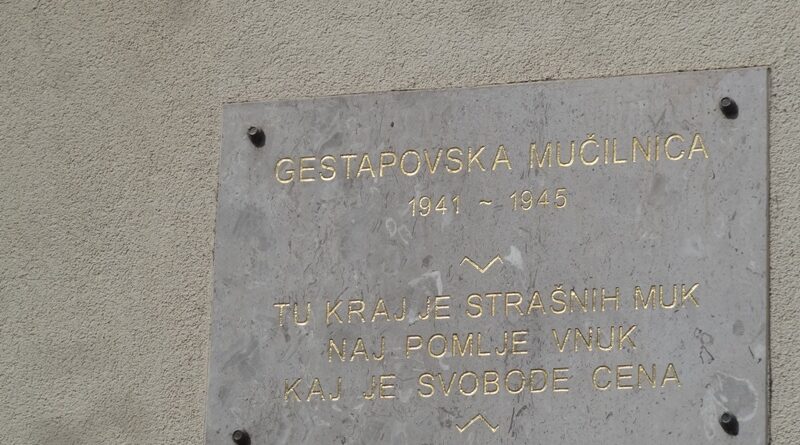 GESTAPOVSKA MUČILNICA
1941 ~ 1945
TU KRAJ JE STRAŠNIH MUK
NAJ POMLJE VNUK
KAJ JE SVOBODE CENA